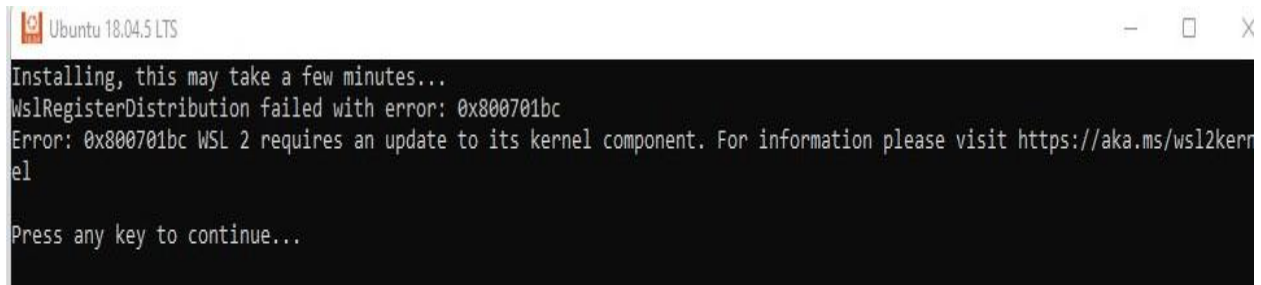 Ubuntu 18.04.5 LTS
Installing, this may take a few minutes...
WslRegisterDistribution failed with error: 0x800701bc
Error: 0x800701bc WSL 2 requires an update to its kernel component. For information please visit https://aka.ms/wsl2kern
el
Press any key to continue...